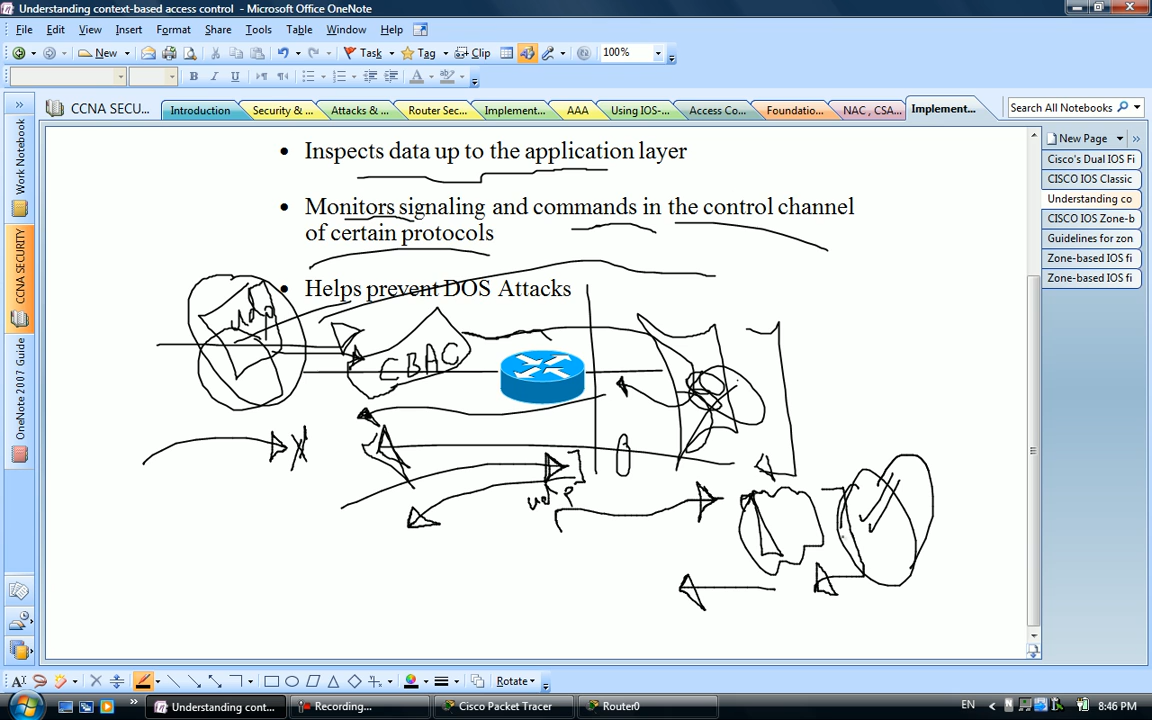 Understanding context-based access control - Microsoft Office OneNote
File Edit View Insert Format Share Tools Table Window Help
New Task Tag Clip 100%
B I U A ab
CCNA SECU... Introduction Security & ... Attacks & ... Router Sec... Implement... AAA Using IOS-... Access Co... Foundatio... NAC , CSA... Implement... Search All Notebooks
Work Notebook
CCNA SECURITY
OneNote 2007 Guide
• Inspects data up to the application layer
• Monitors signaling and commands in the control channel
of certain protocols
• Helps prevent DOS Attacks
udp
CBAC
New Page
Cisco's Dual IOS Fi
CISCO IOS Classic
Understanding co
CISCO IOS Zone-b
Guidelines for zon
Zone-based IOS fi
Zone-based IOS fi
Rotate
Understanding cont... Recording... Cisco Packet Tracer Router0 EN 8:46 PM